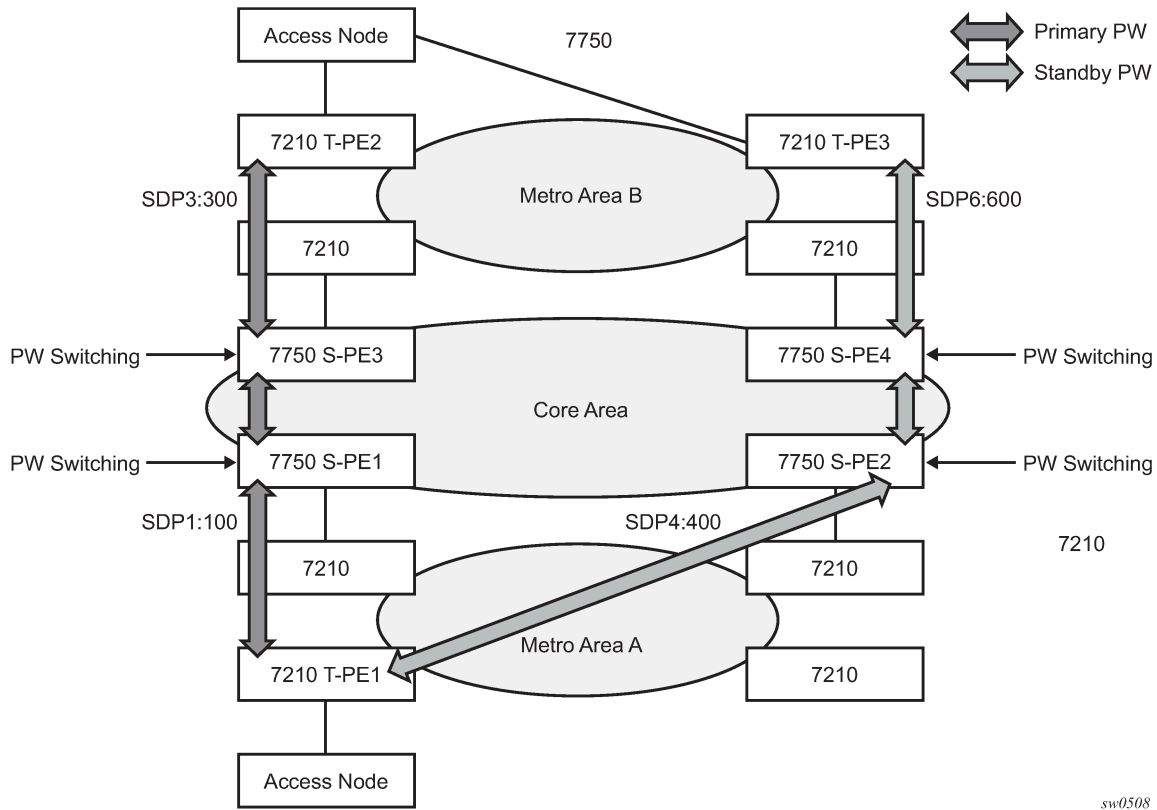 Access Node
7750
Primary PW
Standby PW
7210 T-PE2
7210 T-PE3
SDP3:300
Metro Area B
SDP6:600
7210
7210
PW Switching
7750 S-PE3
7750 S-PE4
PW Switching
Core Area
PW Switching
7750 S-PE1
7750 S-PE2
PW Switching
SDP1:100
SDP4:400
7210
7210
7210
7210 T-PE1
Metro Area A
7210
Access Node
sw0508